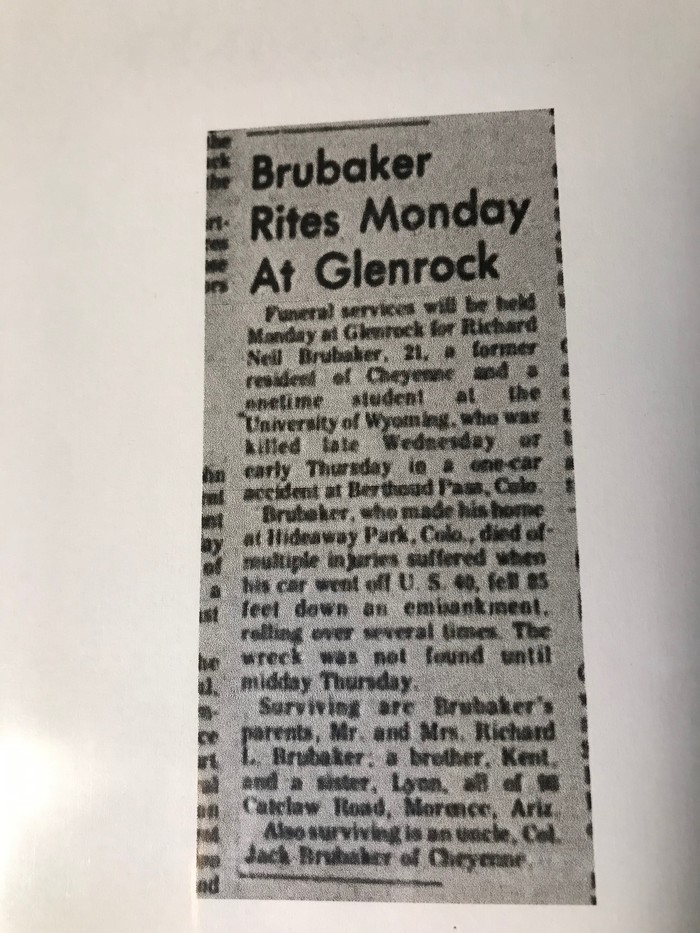 Brubaker
Rites Monday
At Glenrock
Funeral services will be held
Monday at Glenrock for Richard
Neil Brubaker, 21, a former
resident of Cheyenne and a
onetime student at the
University of Wyoming, who was
killed late Wednesday or
early Thursday in a one-car
accident at Berthoud Pass, Colo.
Brubaker, who made his home
at Hideaway Park, Colo., died of
multiple injuries suffered when
his car went off U. S. 40, fell 85
feet down an embankment,
rolling over several times. The
wreck was not found until
midday Thursday.
Surviving are Brubaker's
parents, Mr. and Mrs. Richard
L. Brubaker; a brother, Kent,
and a sister, Lynn, all of
Catclaw Road, Morence, Ariz.
Also surviving is an uncle, Col.
Jack Brubaker of Cheyenne.